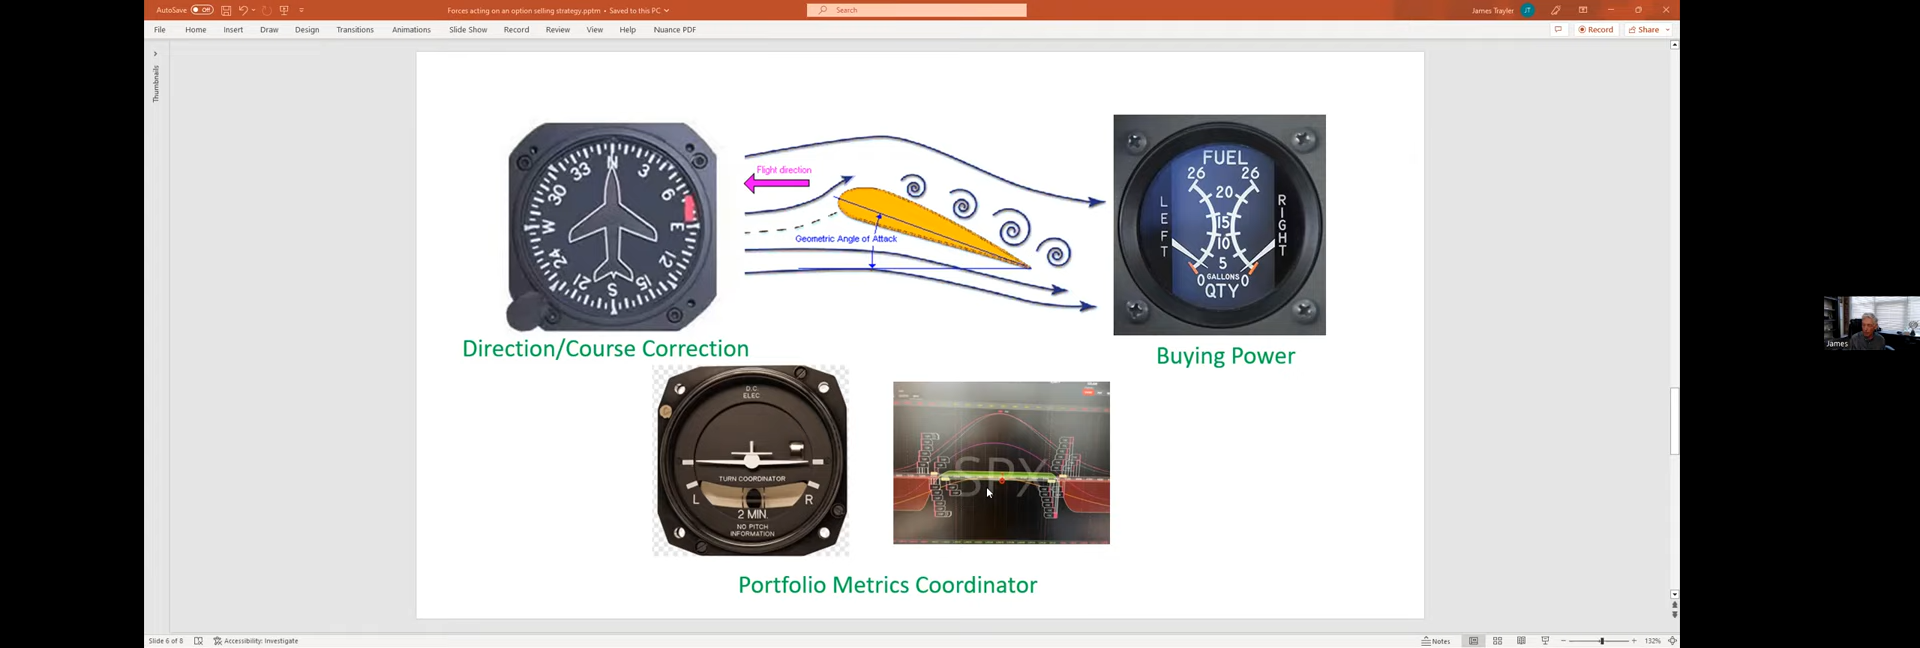 AutoSave Off
Forces acting on an option selling strategy.pptm • Saved to this PC
Search
James Trayler JT
File Home Insert Draw Design Transitions Animations Slide Show Record Review View Help Nuance PDF
Record Share
Thumbnails
Flight direction
Geometric Angle of Attack
N 3 6 E 12 15 S 21 24 W 30 33
FUEL
26 26
20
15
10
5
0 GALLONS 0
QTY
LEFT
RIGHT
Direction/Course Correction
Buying Power
D.C.
ELEC
TURN COORDINATOR
L R
2 MIN.
NO PITCH
INFORMATION
SPX
Portfolio Metrics Coordinator
James
Slide 6 of 8 Accessibility: Investigate
Notes
132%